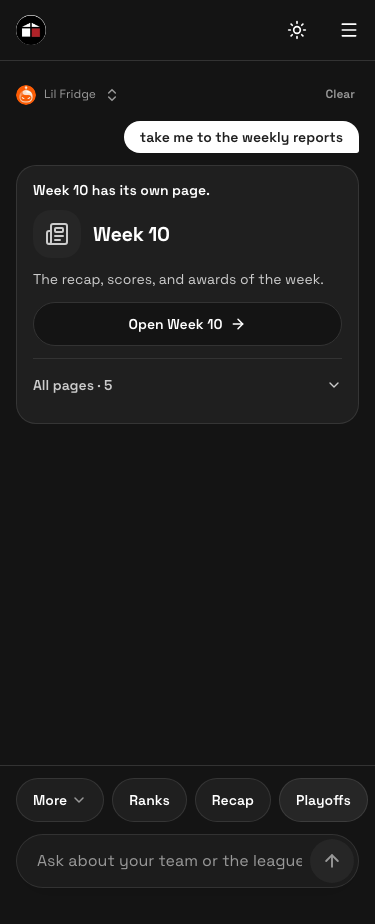 Lil Fridge
Clear
take me to the weekly reports
Week 10 has its own page.
Week 10
The recap, scores, and awards of the week.
Open Week 10
All pages · 5
More
Ranks
Recap
Playoffs
Ask about your team or the league